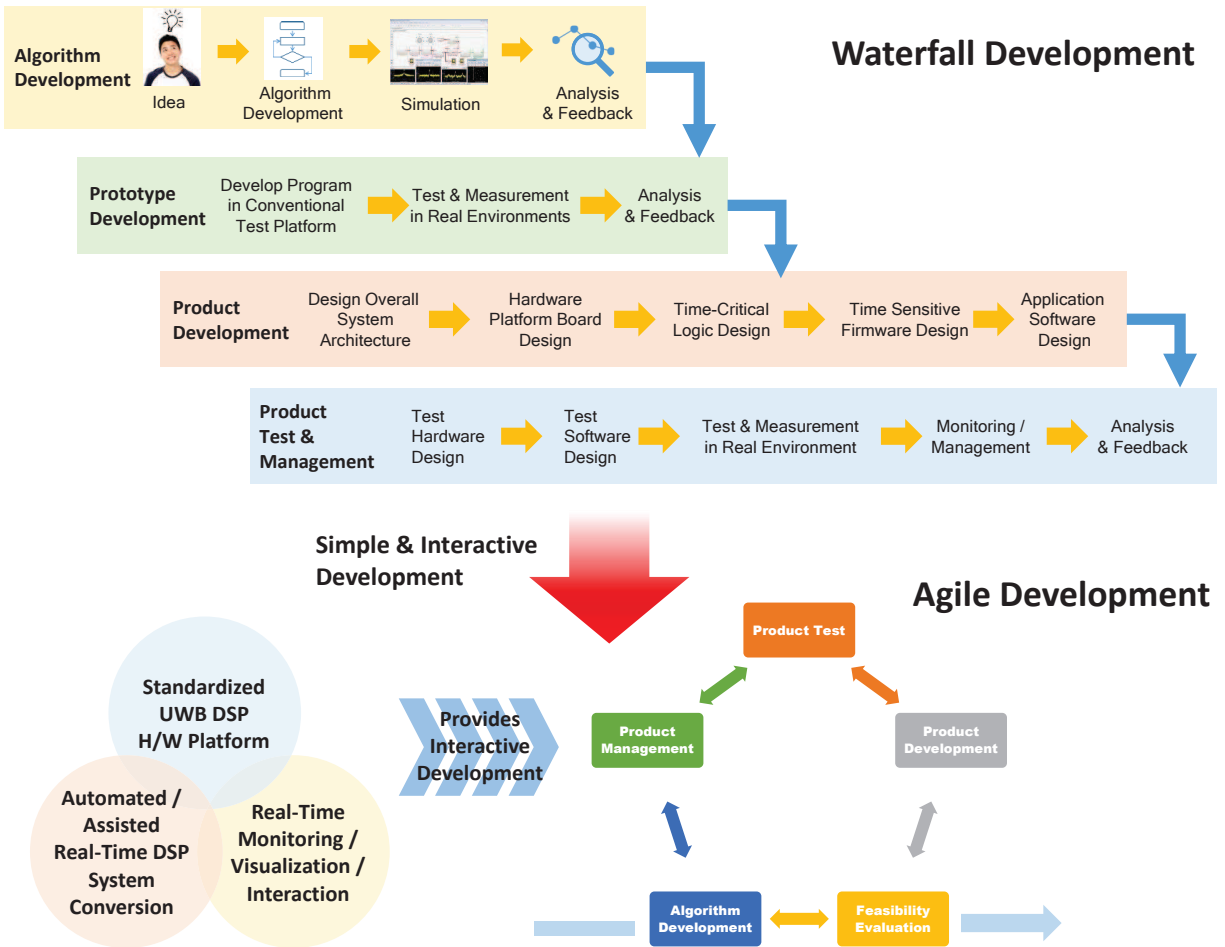 Waterfall Development
Algorithm
Development
Idea
Algorithm
Development
Simulation
Analysis
& Feedback
Prototype
Development
Develop Program
in Conventional
Test Platform
Test & Measurement
in Real Environments
Analysis
& Feedback
Product
Development
Design Overall
System
Architecture
Hardware
Platform Board
Design
Time-Critical
Logic Design
Time Sensitive
Firmware Design
Application
Software
Design
Product
Test &
Management
Test
Hardware
Design
Test
Software
Design
Test & Measurement
in Real Environment
Monitoring /
Management
Analysis
& Feedback
Simple & Interactive
Development
Agile Development
Standardized
UWB DSP
H/W Platform
Automated /
Assisted
Real-Time DSP
System
Conversion
Real-Time
Monitoring /
Visualization /
Interaction
Provides
Interactive
Development
Product Test
Product
Management
Product
Development
Algorithm
Development
Feasibility
Evaluation